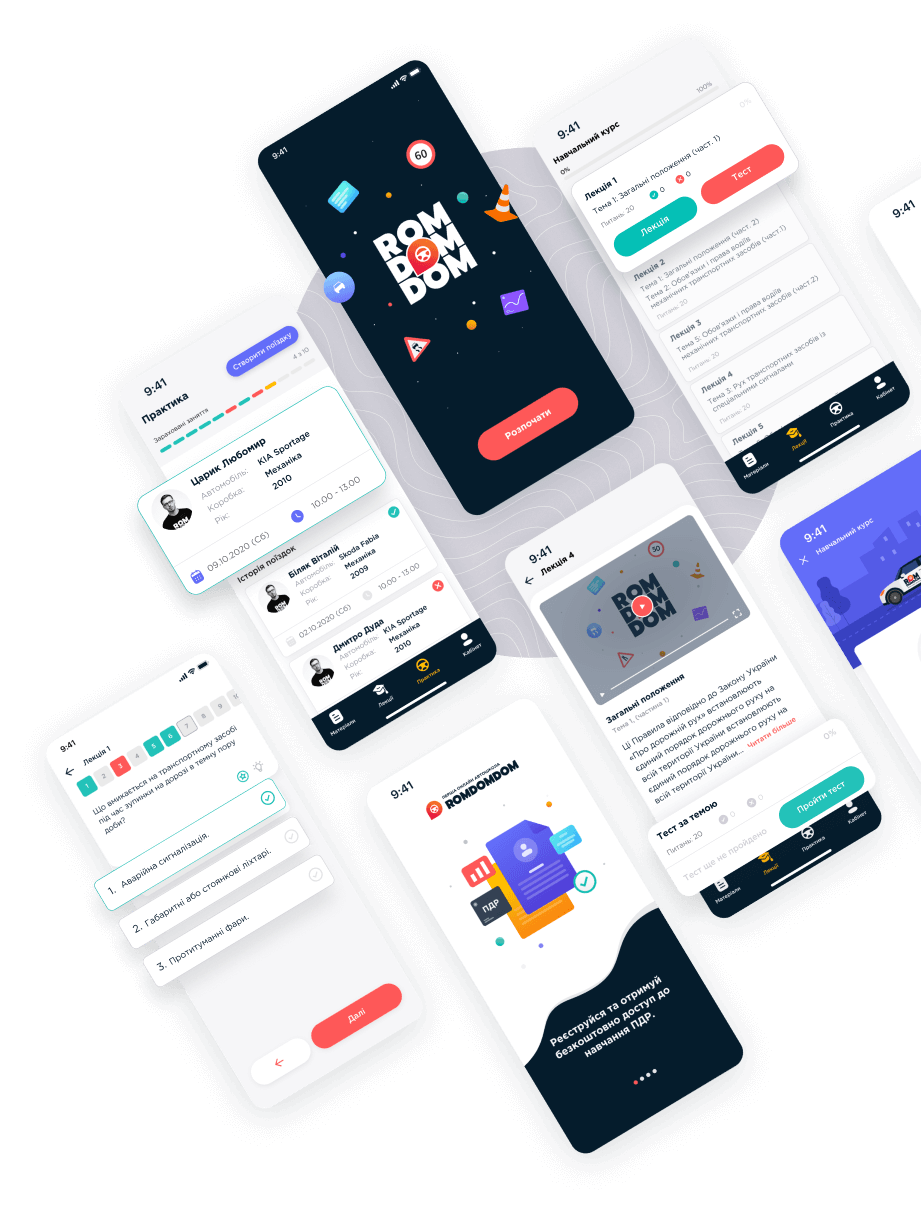 9:41
60
ROM
DOM
DOM
Розпочати
9:41
100%
Навчальний курс
0%
0%
Лекція 1
Тема 1: Загальні положення (част. 1)
Питань: 20
0
0
Лекція
Тест
Лекція 2
Тема 1: Загальні положення (част. 2)
Тема 2: Обов'язки і права водіїв
механічних транспортних засобів (част.1)
Питань: 20
Лекція 3
Тема 5: Обов'язки і права водіїв
механічних транспортних засобів (част.2)
Питань: 20
Лекція 4
Тема 3: Рух транспортних засобів із
спеціальними сигналами
Питань: 20
Лекція 5
Матеріали
Лекції
Практика
Кабінет
9:41
9:41
Практика
Створити поїздку
Зараховані заняття
4 з 10
Царик Любомир
Автомобіль:
KIA Sportage
Коробка:
Механіка
Рік:
2010
ROM
09.10.2020 (Сб)
10.00 - 13.00
Історія поїздок
Біляк Віталій
Автомобіль:
Skoda Fabia
Коробка:
Механіка
Рік:
2009
02.10.2020 (Сб)
10.00 - 13.00
Дмитро Дуда
Автомобіль:
KIA Sportage
Коробка:
Механіка
Рік:
2010
Матеріали
Лекції
Практика
Кабінет
9:41
Лекція 4
50
ROM
DOM
DOM
Загальні положення
Тема 1, (частина 1)
Ці Правила відповідно до Закону України
«Про дорожній рух» встановлюють
єдиний порядок дорожнього руху на
всій території України встановлюють
єдиний порядок дорожнього руху на
всій території України... Читати більше
0%
Тест за темою
Питань: 20
0
0
Тест ще не пройдено
Пройти тест
Матеріали
Лекції
Практика
Кабінет
9:41
Навчальний курс
ROM
9:41
Лекція 1
1 2 3 4 5 6 7 8 9 10
Що вмикається на транспортному засобі
під час зупинки на дорозі в темну пору
доби?
1. Аварійна сигналізація.
2. Габаритні або стоянкові ліхтарі.
3. Протитуманні фари.
Далі
9:41
ПЕРША ОНЛАЙН АВТОШКОЛА
ROMDOMDOM
ПДР
Реєструйся та отримуй
безкоштовно доступ до
навчання ПДР.